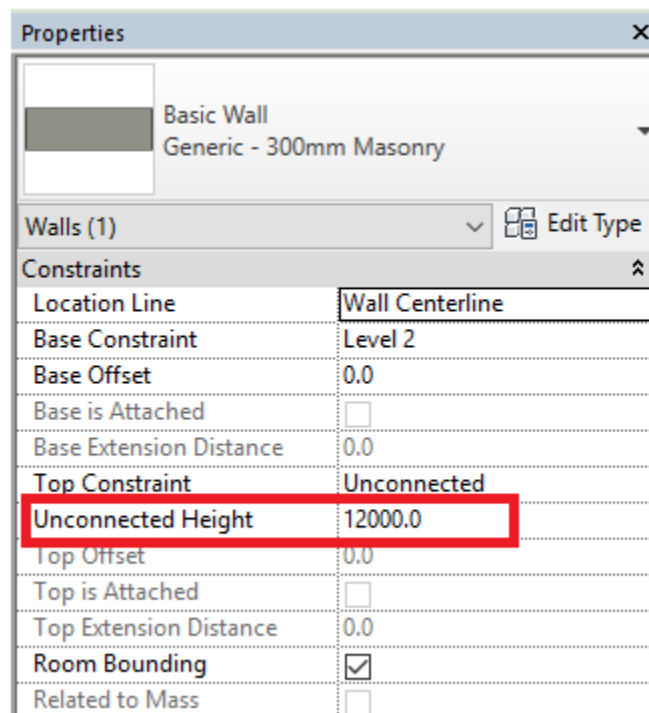 Properties
Basic Wall
Generic - 300mm Masonry
Walls (1) Edit Type
Constraints
Location Line Wall Centerline
Base Constraint Level 2
Base Offset 0.0
Base is Attached
Base Extension Distance 0.0
Top Constraint Unconnected
Unconnected Height 12000.0
Top Offset 0.0
Top is Attached
Top Extension Distance 0.0
Room Bounding
Related to Mass